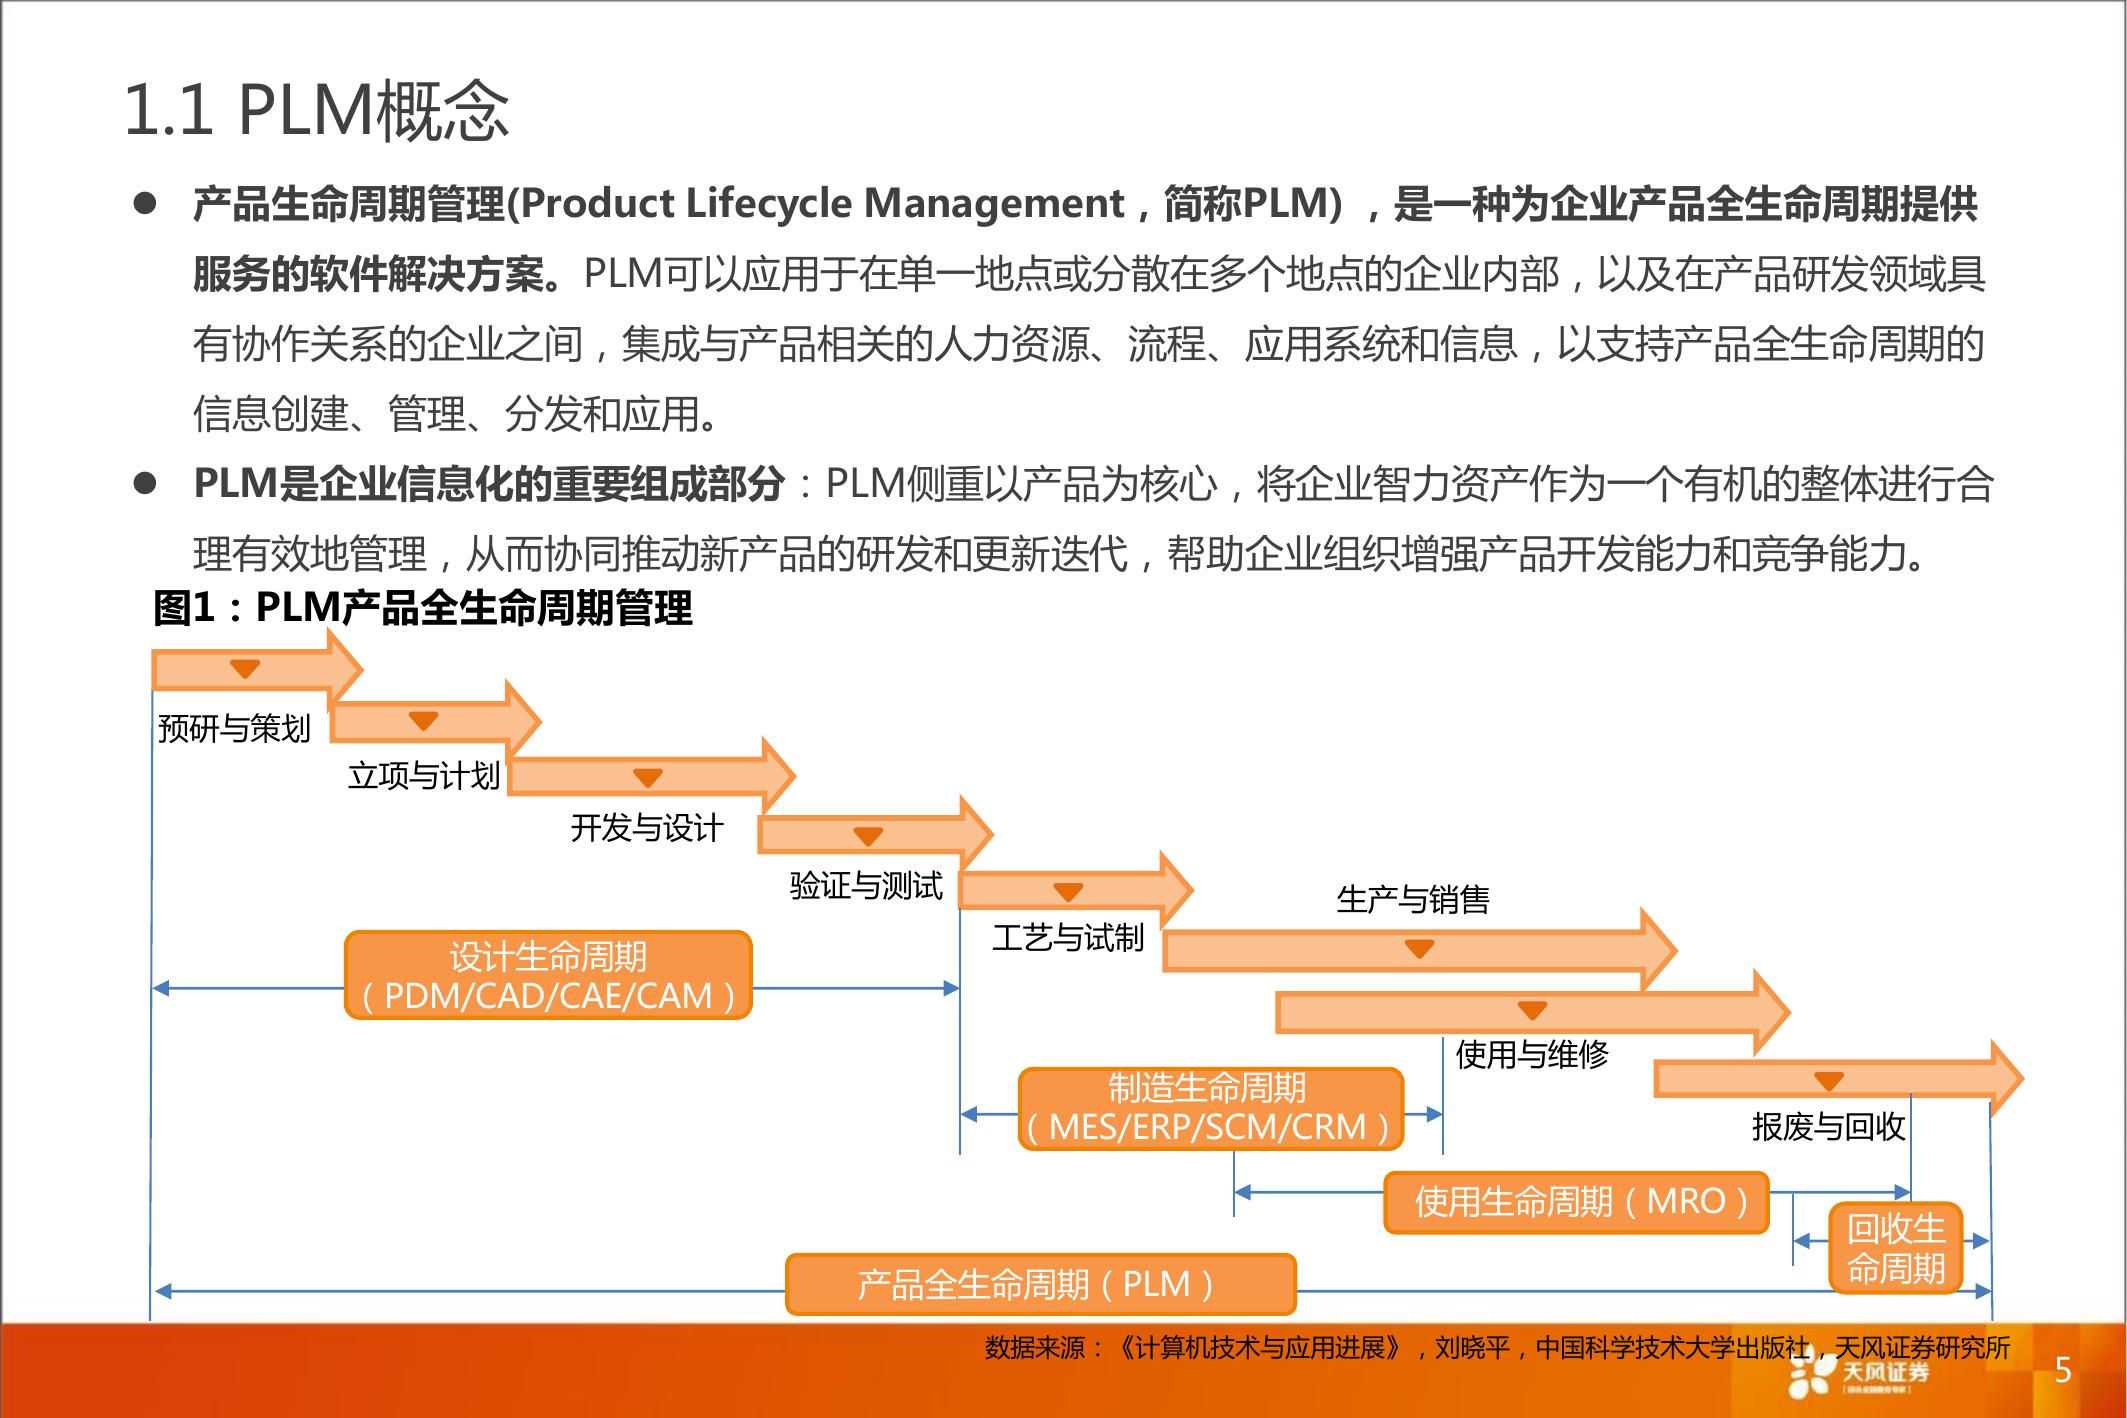 1.1 PLM概念
● 产品生命周期管理(Product Lifecycle Management，简称PLM) ，是一种为企业产品全生命周期提供
服务的软件解决方案。PLM可以应用于在单一地点或分散在多个地点的企业内部，以及在产品研发领域具
有协作关系的企业之间，集成与产品相关的人力资源、流程、应用系统和信息，以支持产品全生命周期的
信息创建、管理、分发和应用。
● PLM是企业信息化的重要组成部分：PLM侧重以产品为核心，将企业智力资产作为一个有机的整体进行合
理有效地管理，从而协同推动新产品的研发和更新迭代，帮助企业组织增强产品开发能力和竞争能力。
图1：PLM产品全生命周期管理
预研与策划
立项与计划
开发与设计
验证与测试
工艺与试制
生产与销售
使用与维修
报废与回收
设计生命周期
（PDM/CAD/CAE/CAM）
制造生命周期
（MES/ERP/SCM/CRM）
使用生命周期（MRO）
回收生
命周期
产品全生命周期（PLM）
数据来源：《计算机技术与应用进展》，刘晓平，中国科学技术大学出版社，天风证券研究所
天风证券
5